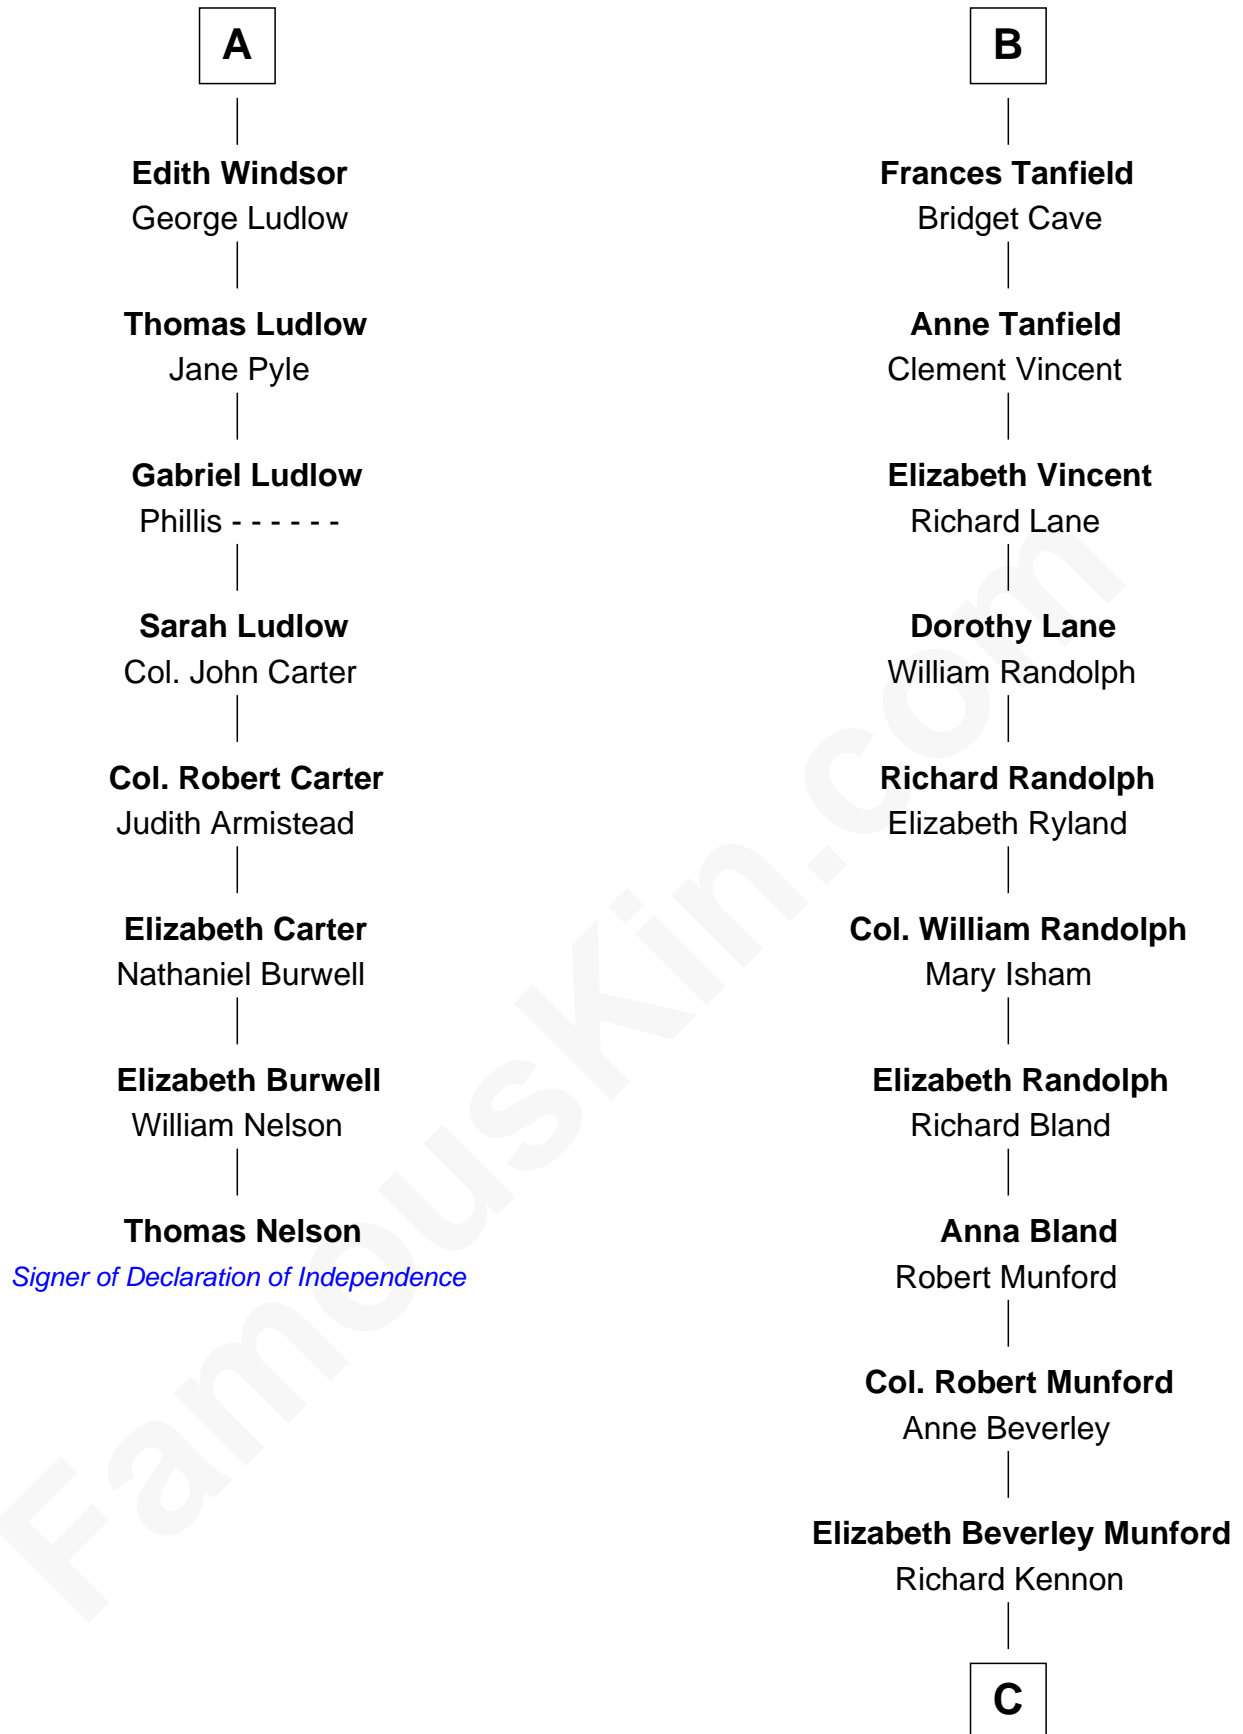 A
Edith Windsor
George Ludlow
Thomas Ludlow
Jane Pyle
Gabriel Ludlow
Phillis - - - - - -
Sarah Ludlow
Col. John Carter
Col. Robert Carter
Judith Armistead
Elizabeth Carter
Nathaniel Burwell
Elizabeth Burwell
William Nelson
Thomas Nelson
Signer of Declaration of Independence
B
Frances Tanfield
Bridget Cave
Anne Tanfield
Clement Vincent
Elizabeth Vincent
Richard Lane
Dorothy Lane
William Randolph
Richard Randolph
Elizabeth Ryland
Col. William Randolph
Mary Isham
Elizabeth Randolph
Richard Bland
Anna Bland
Robert Munford
Col. Robert Munford
Anne Beverley
Elizabeth Beverley Munford
Richard Kennon
C
FamousKin.com